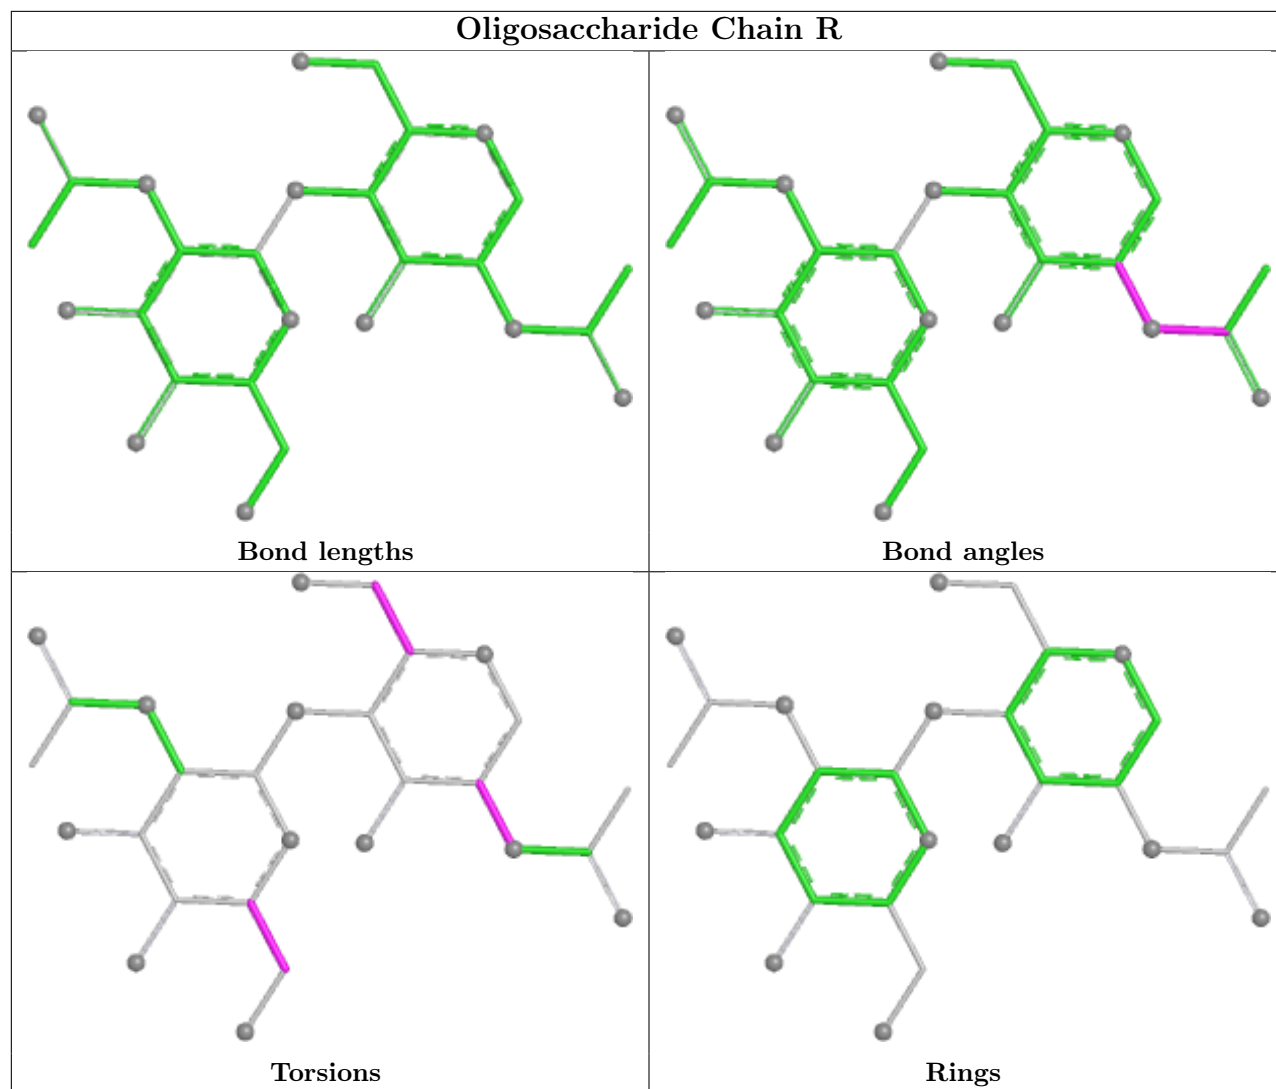 Oligosaccharide Chain R
Bond lengths
Bond angles
Torsions
Rings